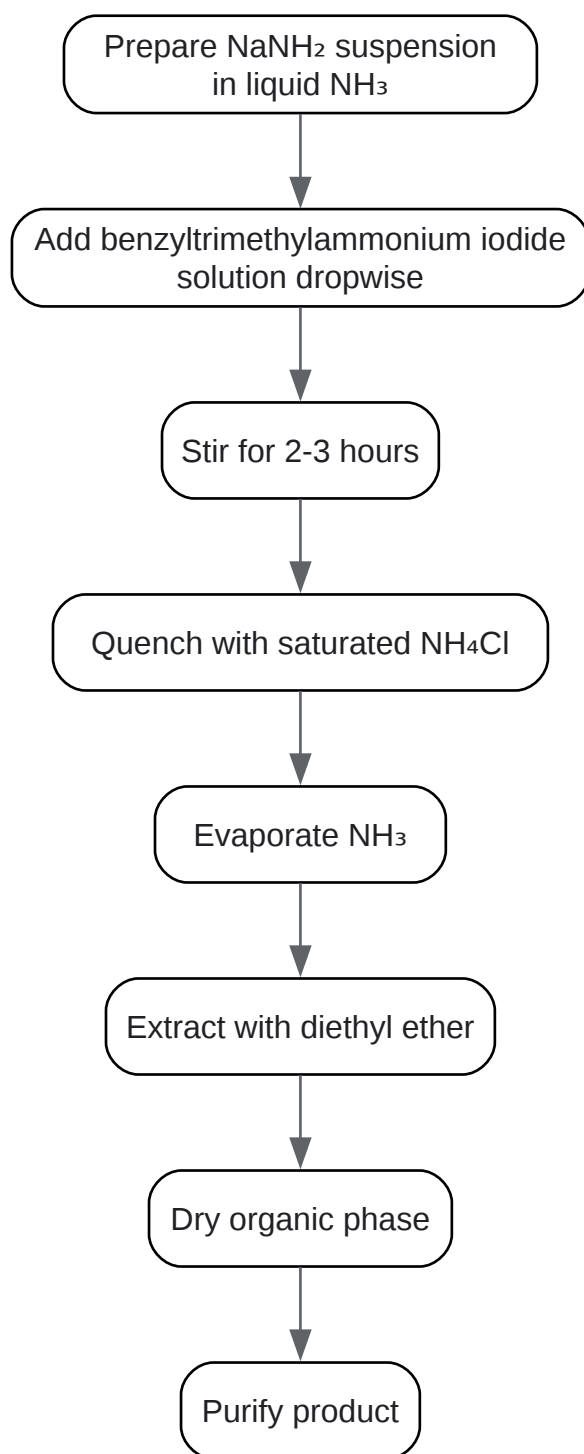 Prepare NaNH₂ suspension
in liquid NH₃
Add benzyltrimethylammonium iodide
solution dropwise
Stir for 2-3 hours
Quench with saturated NH₄Cl
Evaporate NH₃
Extract with diethyl ether
Dry organic phase
Purify product